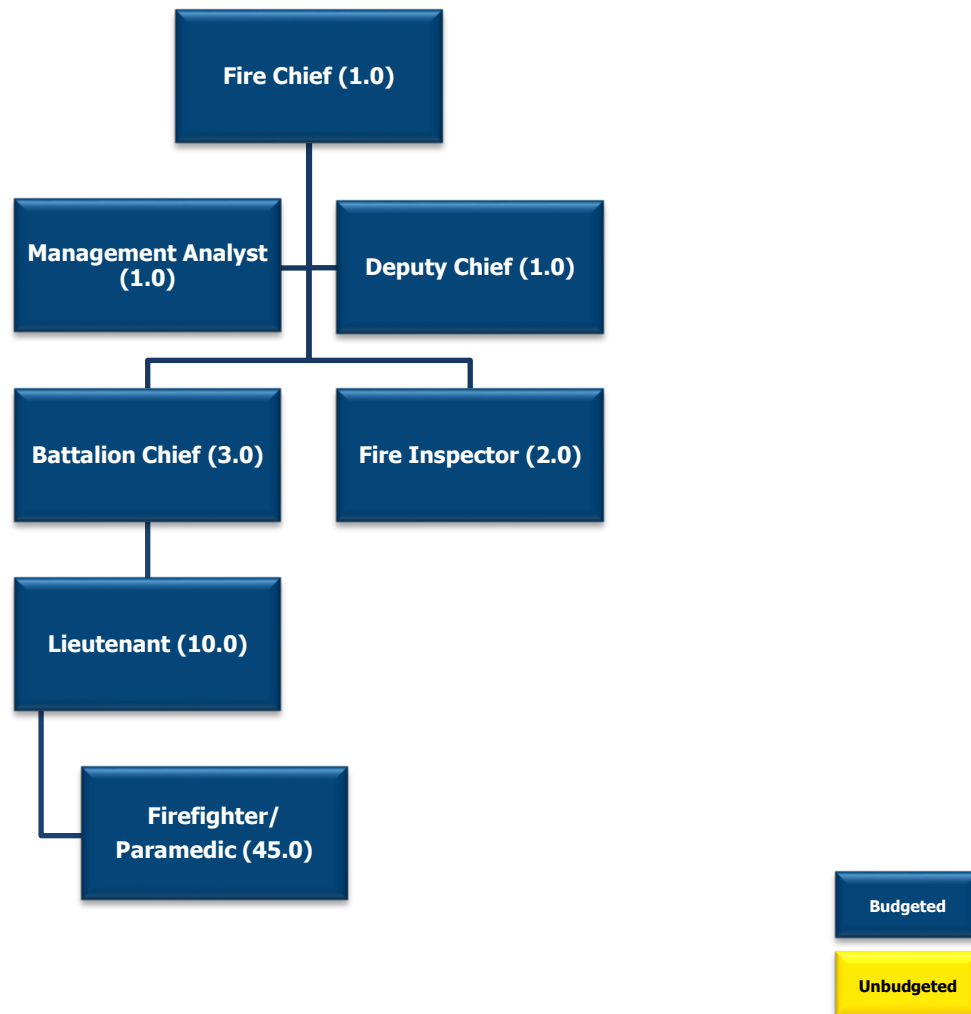 Fire Chief (1.0)
Management Analyst
(1.0)
Deputy Chief (1.0)
Battalion Chief (3.0)
Fire Inspector (2.0)
Lieutenant (10.0)
Firefighter/
Paramedic (45.0)
Budgeted
Unbudgeted